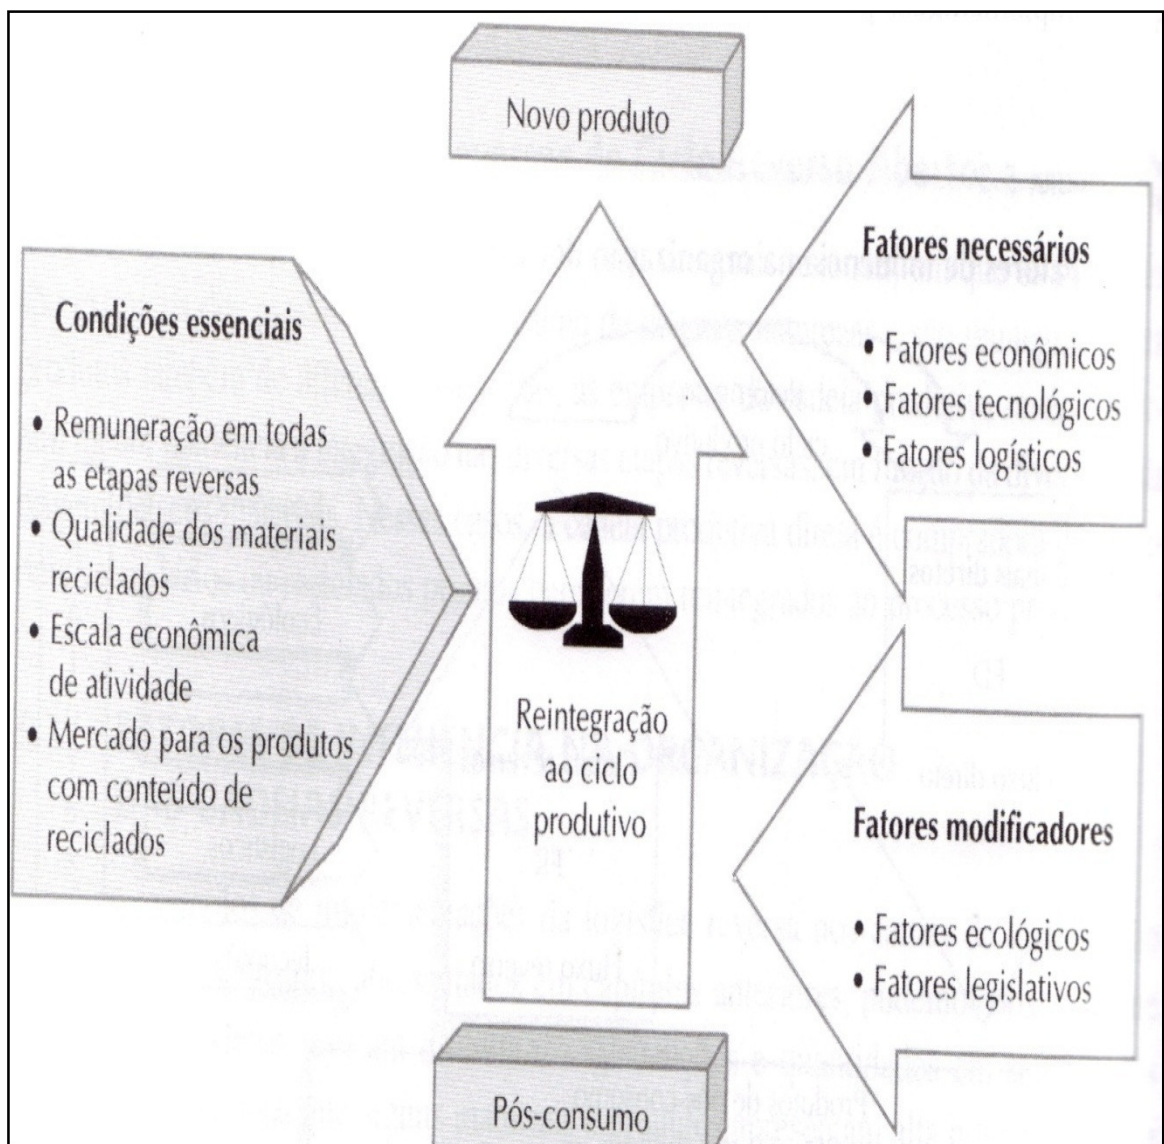 Novo produto
Condições essenciais
• Remuneração em todas
as etapas reversas
• Qualidade dos materiais
reciclados
• Escala econômica
de atividade
• Mercado para os produtos
com conteúdo de
reciclados
Reintegração
ao ciclo
produtivo
Fatores necessários
• Fatores econômicos
• Fatores tecnológicos
• Fatores logísticos
Fatores modificadores
• Fatores ecológicos
• Fatores legislativos
Pós-consumo